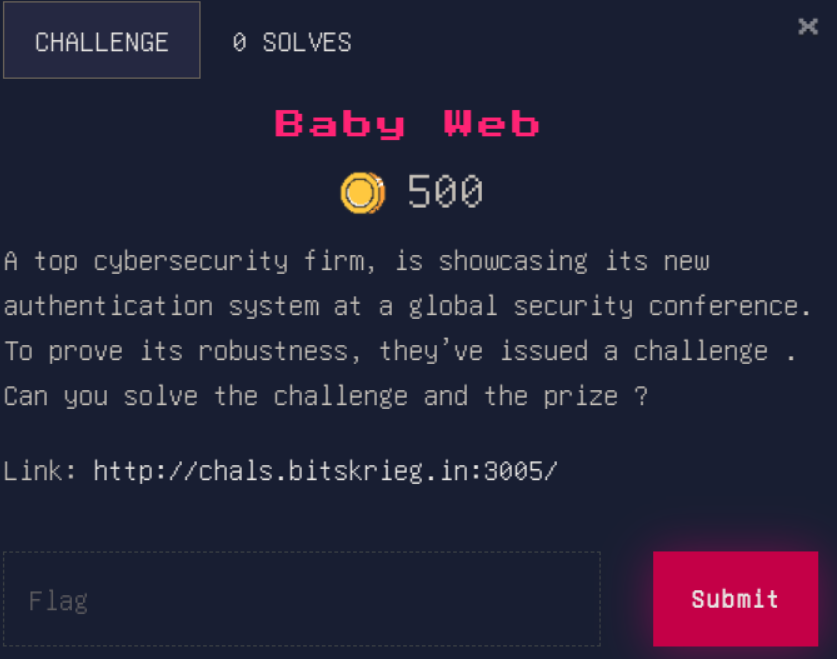 CHALLENGE 0 SOLVES ×
Baby Web
500
A top cybersecurity firm, is showcasing its new
authentication system at a global security conference.
To prove its robustness, they’ve issued a challenge .
Can you solve the challenge and the prize ?
Link: http://chals.bitskrieg.in:3005/
Flag Submit